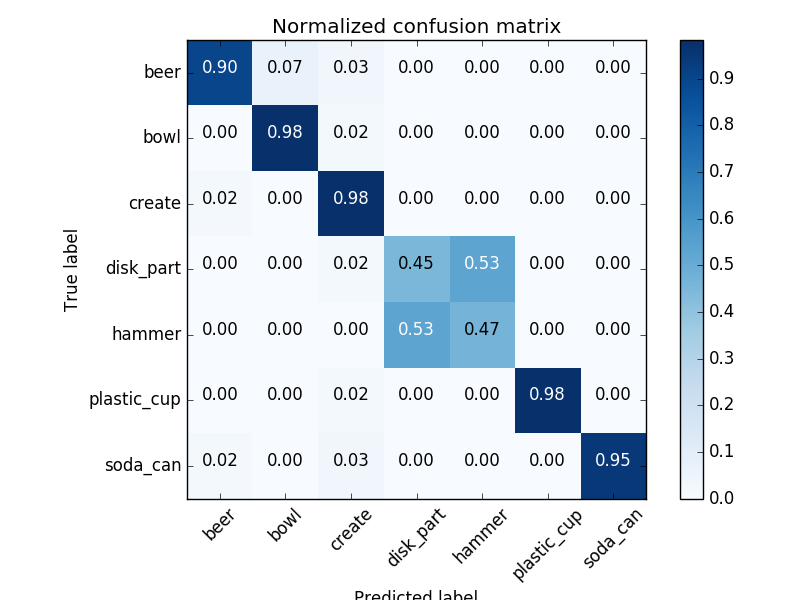 Normalized confusion matrix
True label
beer 0.90 0.07 0.03 0.00 0.00 0.00 0.00
bowl 0.00 0.98 0.02 0.00 0.00 0.00 0.00
create 0.02 0.00 0.98 0.00 0.00 0.00 0.00
disk_part 0.00 0.00 0.02 0.45 0.53 0.00 0.00
hammer 0.00 0.00 0.00 0.53 0.47 0.00 0.00
plastic_cup 0.00 0.00 0.02 0.00 0.00 0.98 0.00
soda_can 0.02 0.00 0.03 0.00 0.00 0.00 0.95
beer bowl create disk_part hammer plastic_cup soda_can
Predicted label
0.9
0.8
0.7
0.6
0.5
0.4
0.3
0.2
0.1
0.0